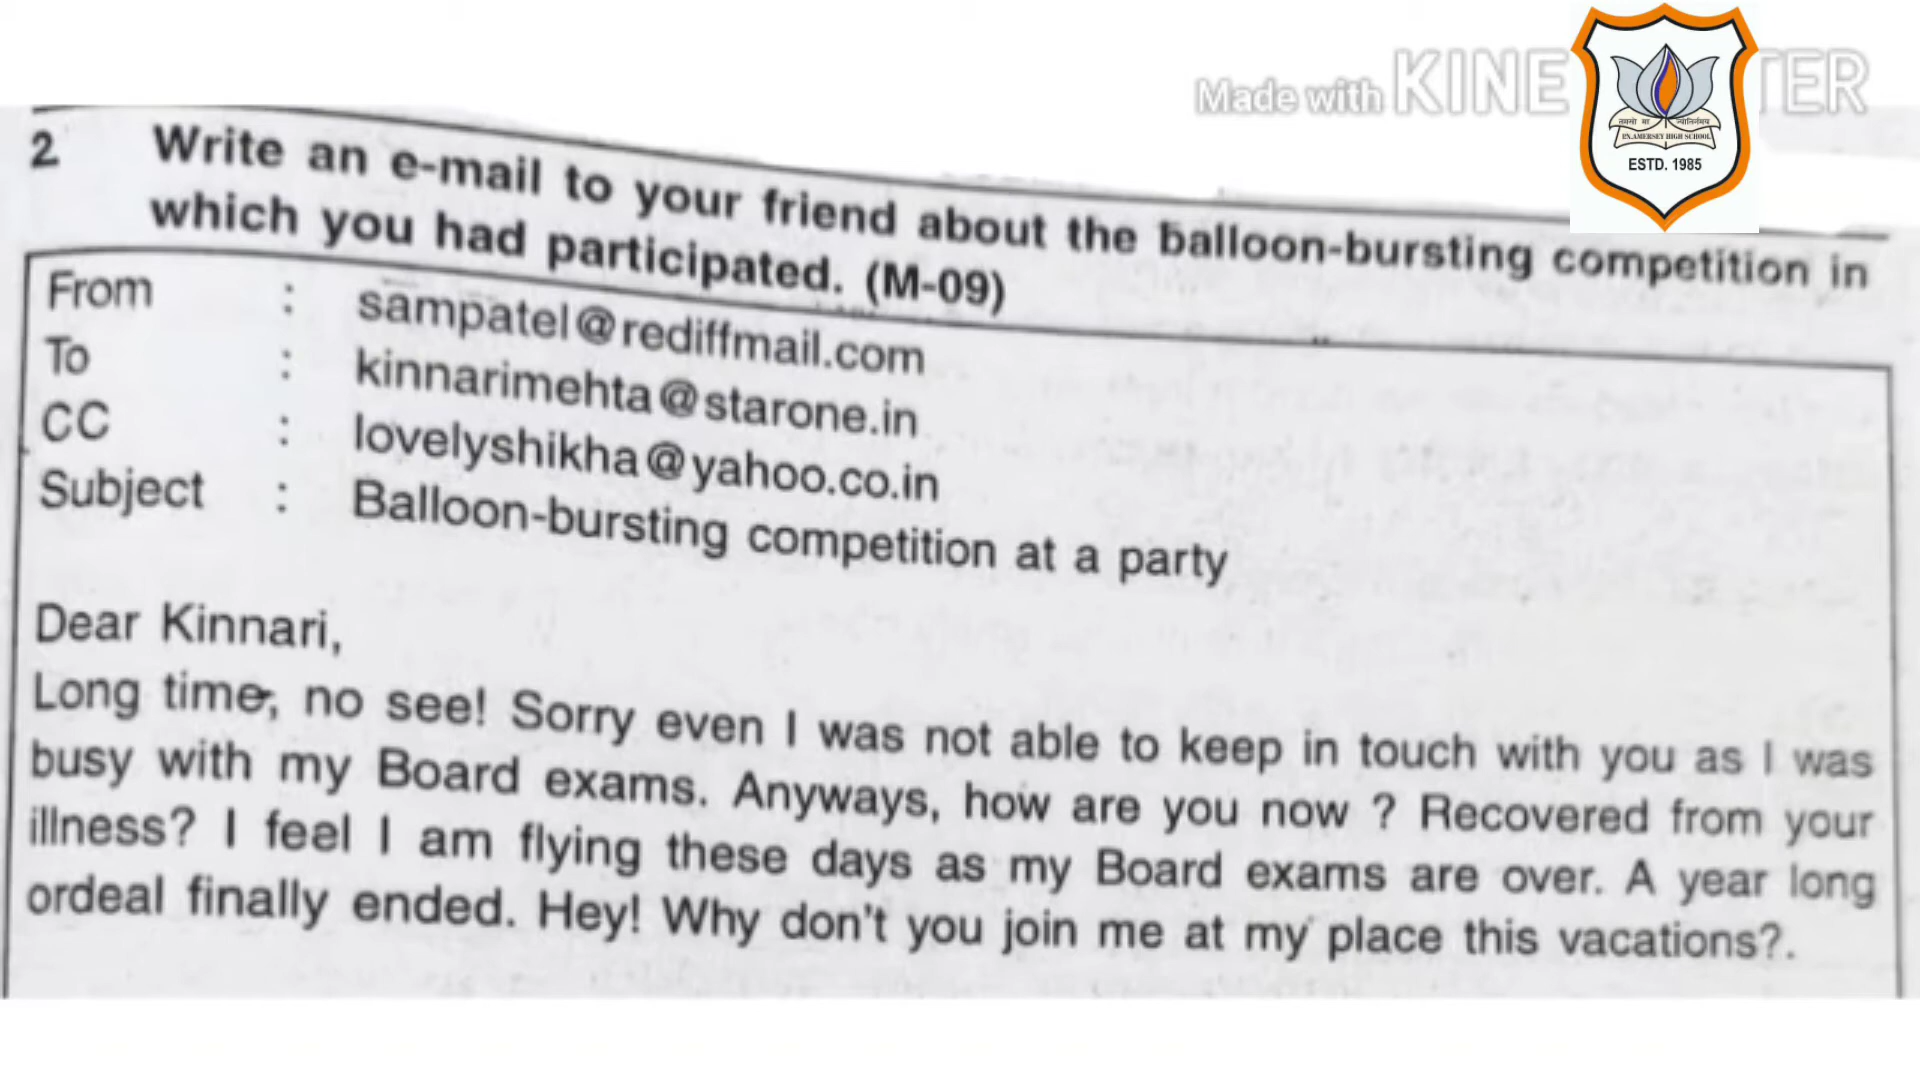 Made with KINE TER
तमसो मा ज्योतिर्गमय
P.N.AMERSEY HIGH SCHOOL
ESTD. 1985
2 Write an e-mail to your friend about the balloon-bursting competition in
which you had participated. (M-09)
From : sampatel@rediffmail.com
To : kinnarimehta@starone.in
CC : lovelyshikha@yahoo.co.in
Subject : Balloon-bursting competition at a party
Dear Kinnari,
Long time, no see! Sorry even I was not able to keep in touch with you as I was
busy with my Board exams. Anyways, how are you now ? Recovered from your
illness? I feel I am flying these days as my Board exams are over. A year long
ordeal finally ended. Hey! Why don't you join me at my place this vacations?.